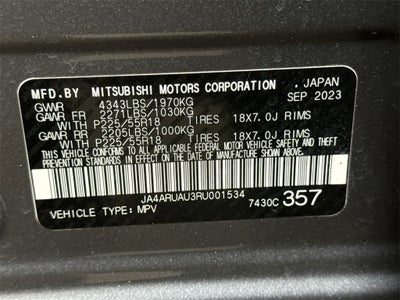 MFD.BY MITSUBISHI MOTORS CORPORATION , JAPAN
GVWR 4343LBS/1970KG SEP 2023
GAWR FR 2271LBS/1030KG
WITH P225/55R18 TIRES 18X7.0J RIMS
GAWR RR 2205LBS/1000KG
WITH P225/55R18 TIRES 18X7.0J RIMS
THIS VEHICLE CONFORMS TO ALL APPLICABLE FEDERAL
MOTOR VEHICLE SAFETY AND THEFT PREVENTION STANDARDS
IN EFFECT ON THE DATE OF MANUFACTURE SHOWN ABOVE.
JA4ARUAU3RU001534
VEHICLE TYPE: MPV 7430C 357